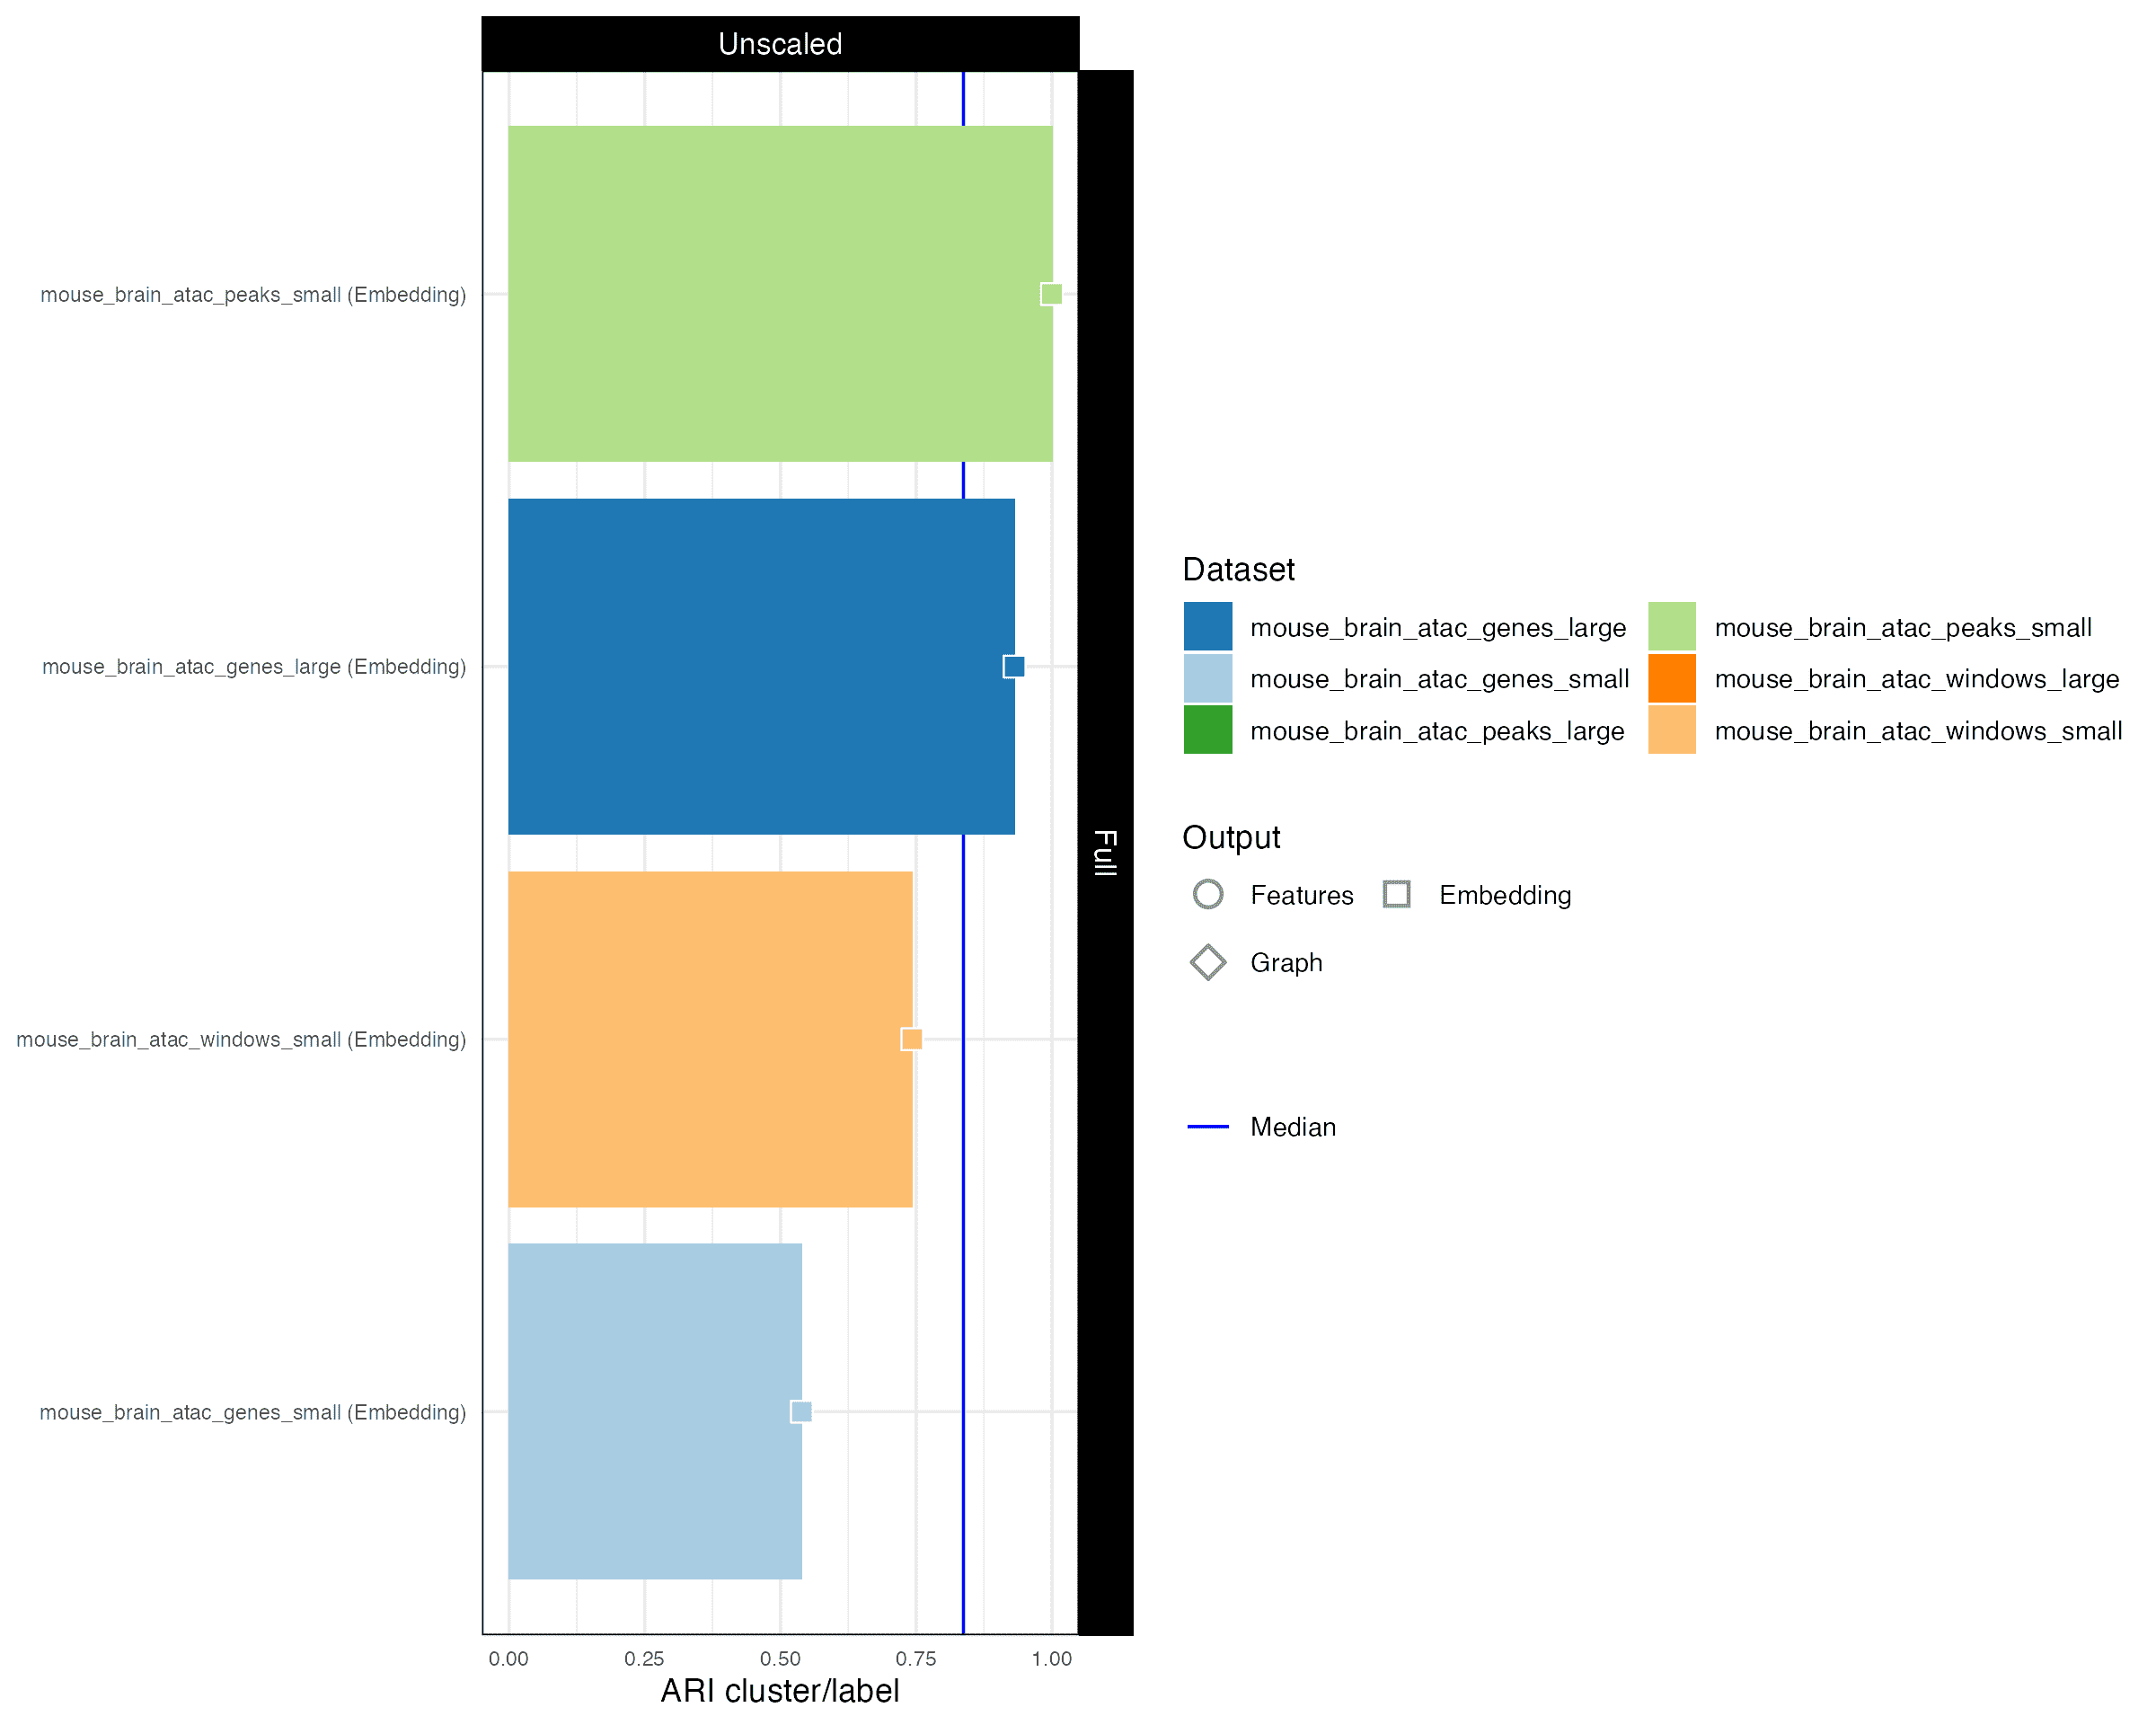 Unscaled
mouse_brain_atac_peaks_small (Embedding)
mouse_brain_atac_genes_large (Embedding)
mouse_brain_atac_windows_small (Embedding)
mouse_brain_atac_genes_small (Embedding)
0.00 0.25 0.50 0.75 1.00
ARI cluster/label
Full
Dataset
mouse_brain_atac_genes_large mouse_brain_atac_peaks_small
mouse_brain_atac_genes_small mouse_brain_atac_windows_large
mouse_brain_atac_peaks_large mouse_brain_atac_windows_small
Output
Features Embedding
Graph
Median